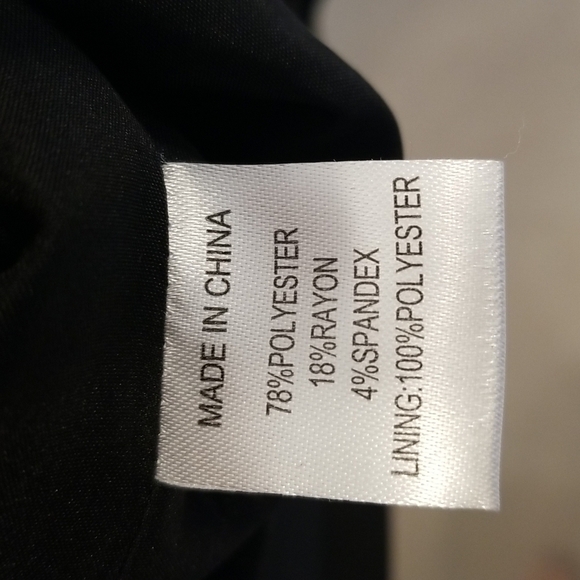 MADE IN CHINA
78%POLYESTER
18%RAYON
4%SPANDEX
LINING:100%POLYESTER